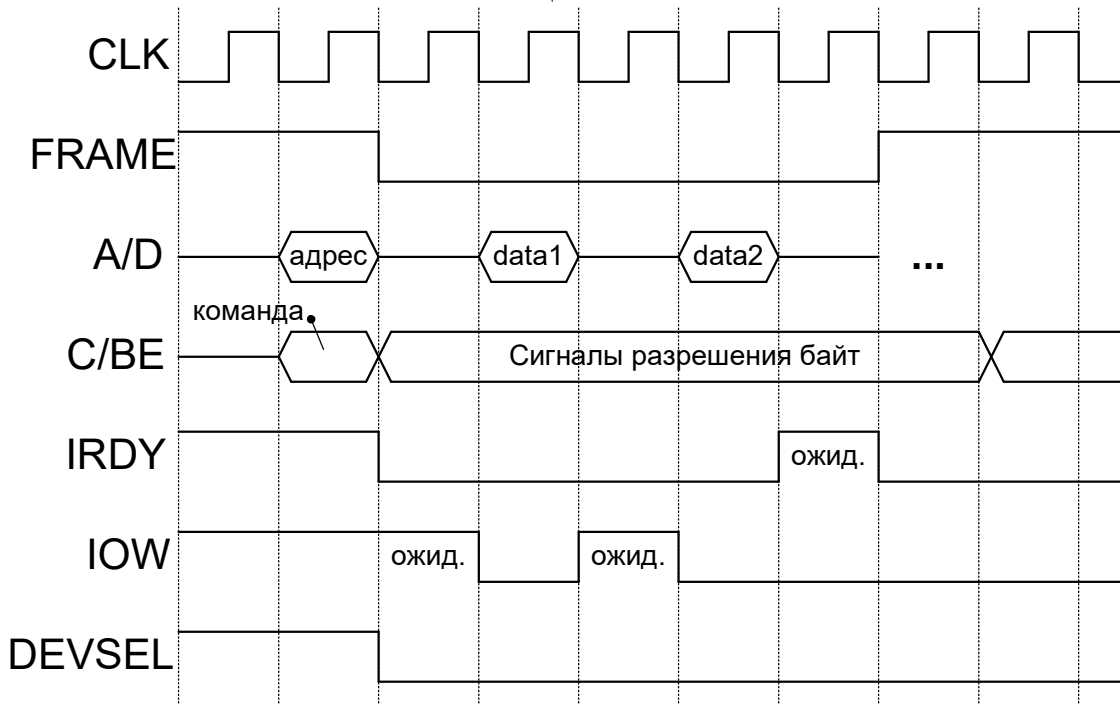 CLK
FRAME
A/D
адрес
data1
data2
...
команда
C/BE
Сигналы разрешения байт
IRDY
ожид.
IOW
ожид.
ожид.
DEVSEL